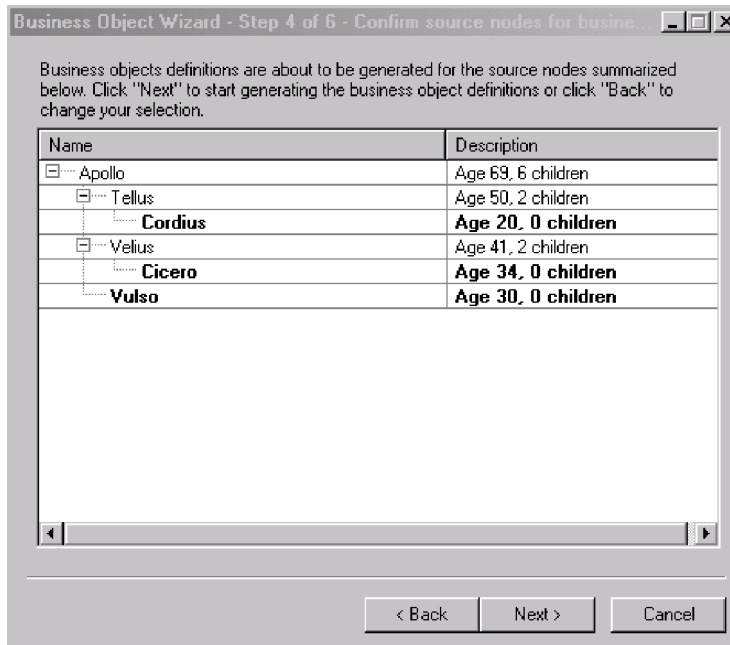 Business Object Wizard - Step 4 of 6 - Confirm source nodes for busine...
Business objects definitions are about to be generated for the source nodes summarized
below. Click "Next" to start generating the business object definitions or click "Back" to
change your selection.
Name Description
Apollo Age 69, 6 children
Tellus Age 50, 2 children
Cordius Age 20, 0 children
Velius Age 41, 2 children
Cicero Age 34, 0 children
Vulso Age 30, 0 children
< Back Next > Cancel